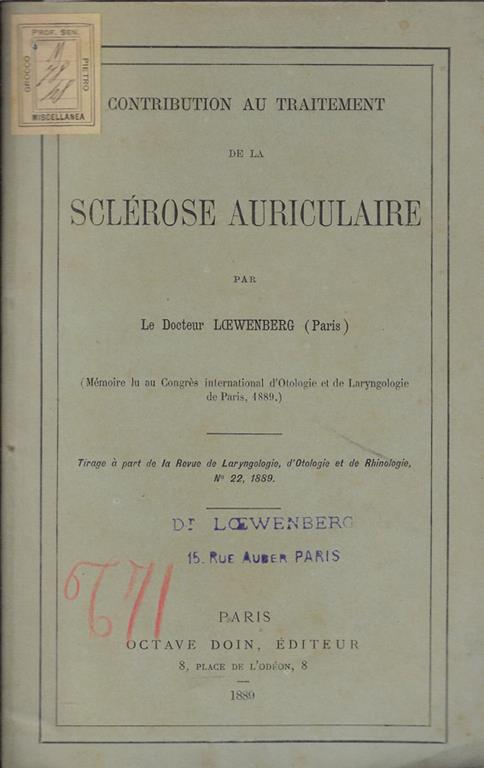 PROF. SEN.
GROCCO
PIETRO
N
78
MISCELLANEA
CONTRIBUTION AU TRAITEMENT
DE LA
SCLÉROSE AURICULAIRE
PAR
Le Docteur LŒWENBERG (Paris)
(Mémoire lu au Congrès international d'Otologie et de Laryngologie
de Paris, 1889.)
Tirage à part de la Revue de Laryngologie, d'Otologie et de Rhinologie,
No 22, 1889.
Dr LŒWENBERG
15. RUE AUBER PARIS
PARIS
OCTAVE DOIN, ÉDITEUR
8, PLACE DE L'ODÉON, 8
1889